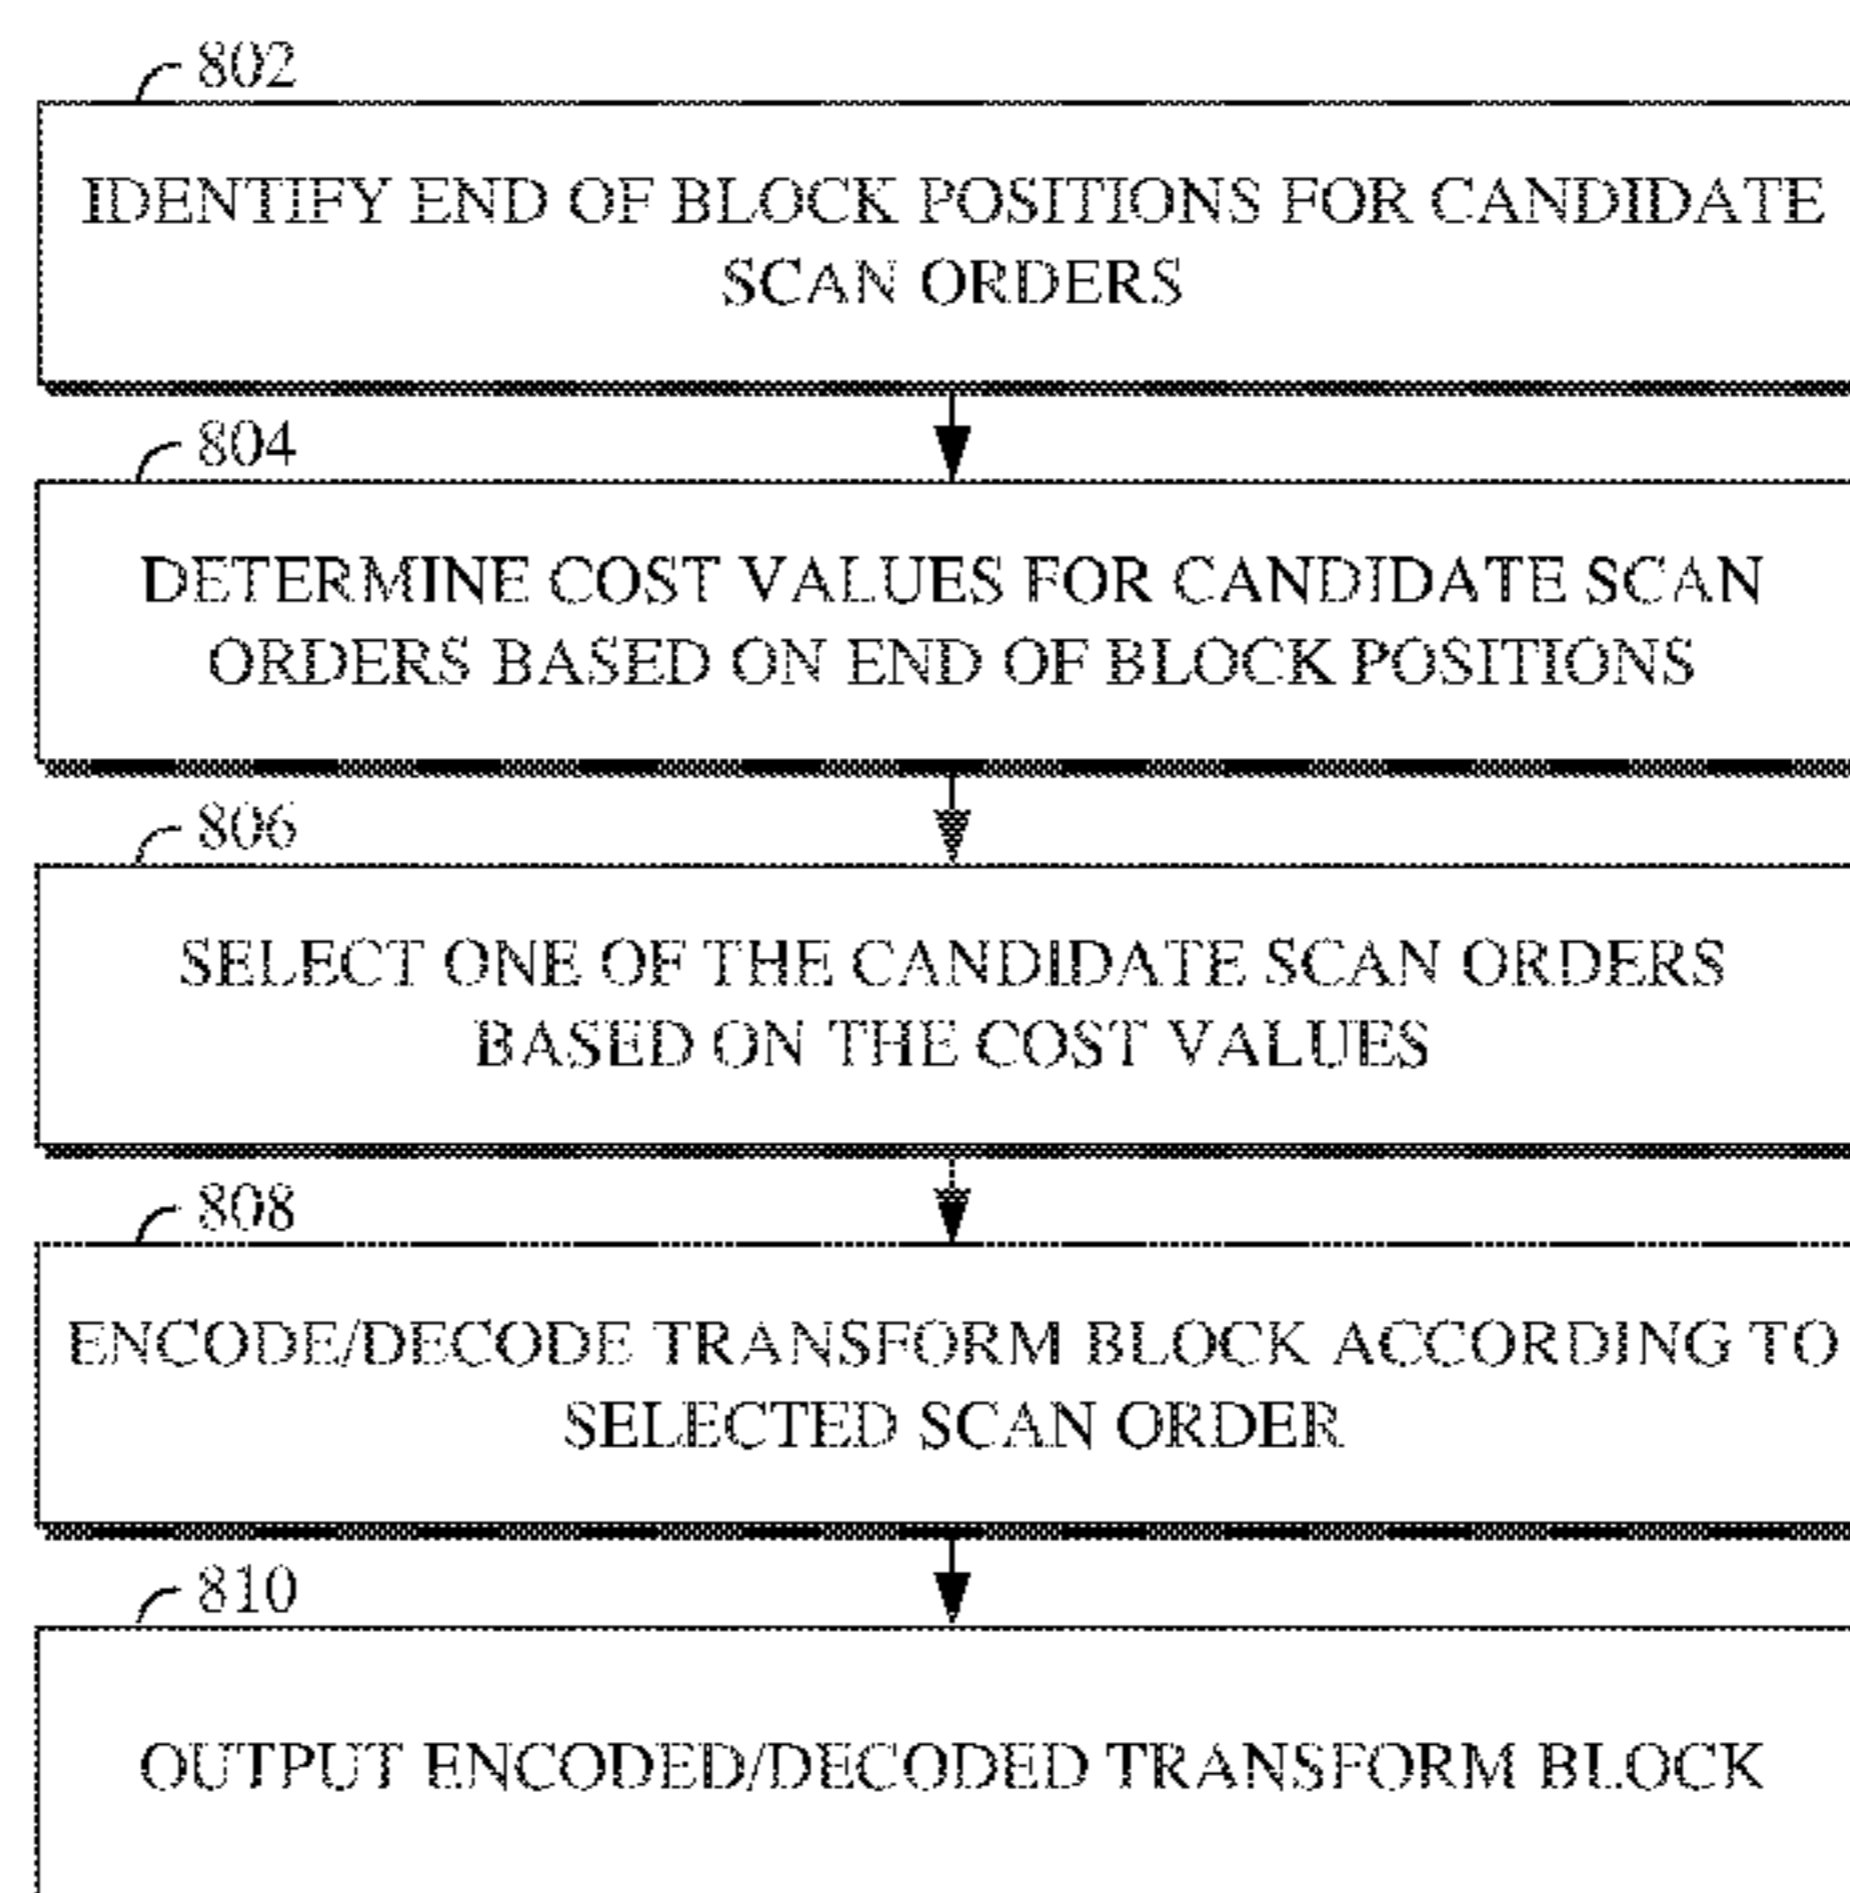 802
IDENTIFY END OF BLOCK POSITIONS FOR CANDIDATE
SCAN ORDERS
804
DETERMINE COST VALUES FOR CANDIDATE SCAN
ORDERS BASED ON END OF BLOCK POSITIONS
806
SELECT ONE OF THE CANDIDATE SCAN ORDERS
BASED ON THE COST VALUES
808
ENCODE/DECODE TRANSFORM BLOCK ACCORDING TO
SELECTED SCAN ORDER
810
OUTPUT ENCODED/DECODED TRANSFORM BLOCK